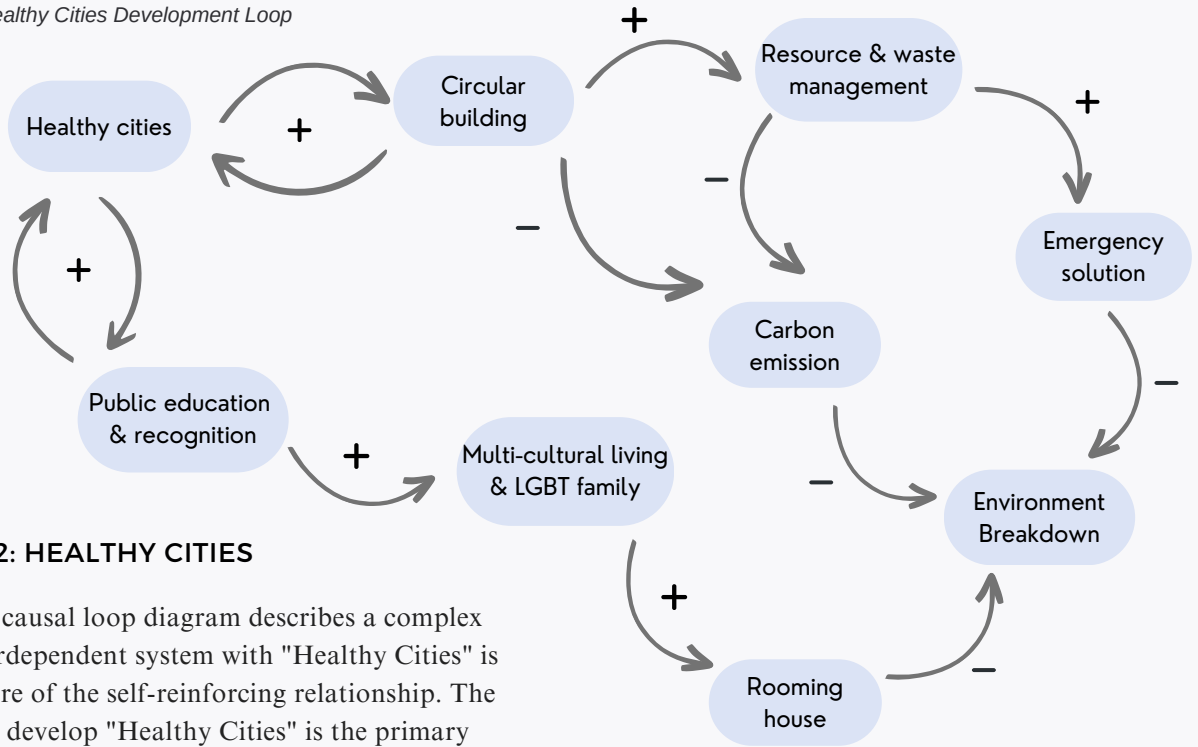 ealthy Cities Development Loop
+
Resource & waste
management
Circular
building
Healthy cities
+
+
−
−
Emergency
solution
+
Carbon
emission
−
Public education
& recognition
+
Multi-cultural living
& LGBT family
−
Environment
Breakdown
2: HEALTHY CITIES
causal loop diagram describes a complex
rdependent system with "Healthy Cities" is
re of the self-reinforcing relationship. The
develop "Healthy Cities" is the primary
+
−
Rooming
house